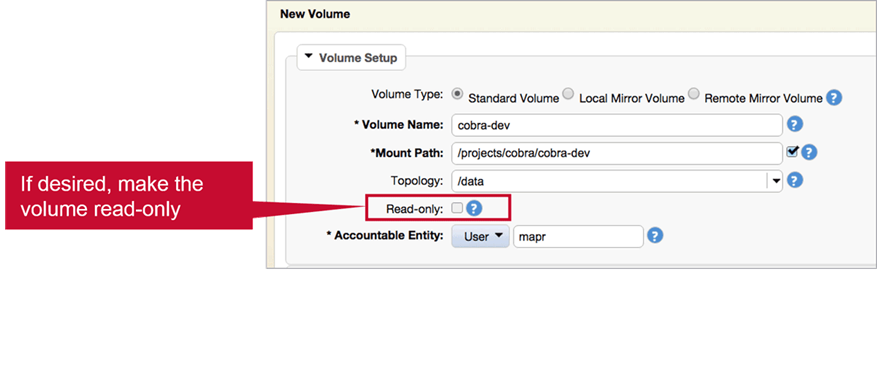 New Volume
Volume Setup
Volume Type: Standard Volume Local Mirror Volume Remote Mirror Volume ?
* Volume Name: cobra-dev ?
*Mount Path: /projects/cobra/cobra-dev ?
Topology: /data ?
If desired, make the
volume read-only
Read-only: ?
* Accountable Entity: User mapr ?